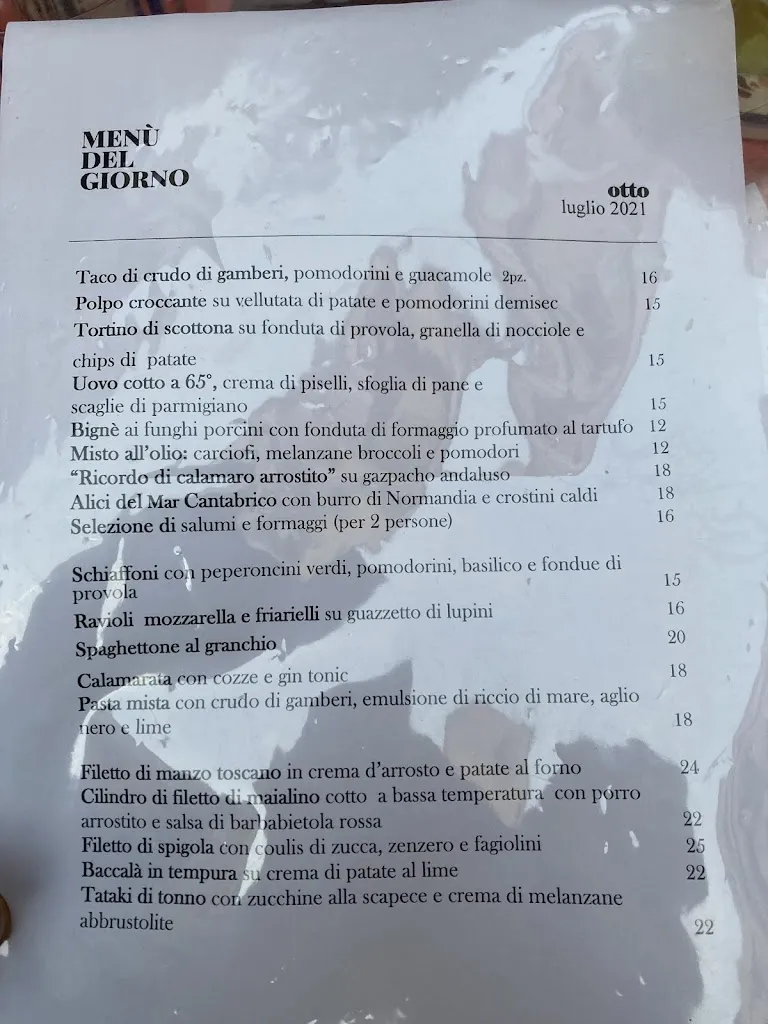 MENÙ
DEL
GIORNO
otto
luglio 2021
Taco di crudo di gamberi, pomodorini e guacamole 2pz. 16
Polpo croccante su vellutata di patate e pomodorini demisec 15
Tortino di scottona su fonduta di provola, granella di nocciole e
chips di patate 15
Uovo cotto a 65°, crema di piselli, sfoglia di pane e
scaglie di parmigiano 15
Bignè ai funghi porcini con fonduta di formaggio profumato al tartufo 12
Misto all'olio: carciofi, melanzane broccoli e pomodori 12
"Ricordo di calamaro arrostito" su gazpacho andaluso 18
Alici del Mar Cantabrico con burro di Normandia e crostini caldi 18
Selezione di salumi e formaggi (per 2 persone) 16
Schiaffoni con peperoncini verdi, pomodorini, basilico e fondue di
provola 15
Ravioli mozzarella e friarielli su guazzetto di lupini 16
Spaghettone al granchio 20
Calamarata con cozze e gin tonic 18
Pasta mista con crudo di gamberi, emulsione di riccio di mare, aglio
nero e lime 18
Filetto di manzo toscano in crema d'arrosto e patate al forno 24
Cilindro di filetto di maialino cotto a bassa temperatura con porro
arrostito e salsa di barbabietola rossa 22
Filetto di spigola con coulis di zucca, zenzero e fagiolini 25
Baccalà in tempura su crema di patate al lime 22
Tataki di tonno con zucchine alla scapece e crema di melanzane
abbrustolite 22